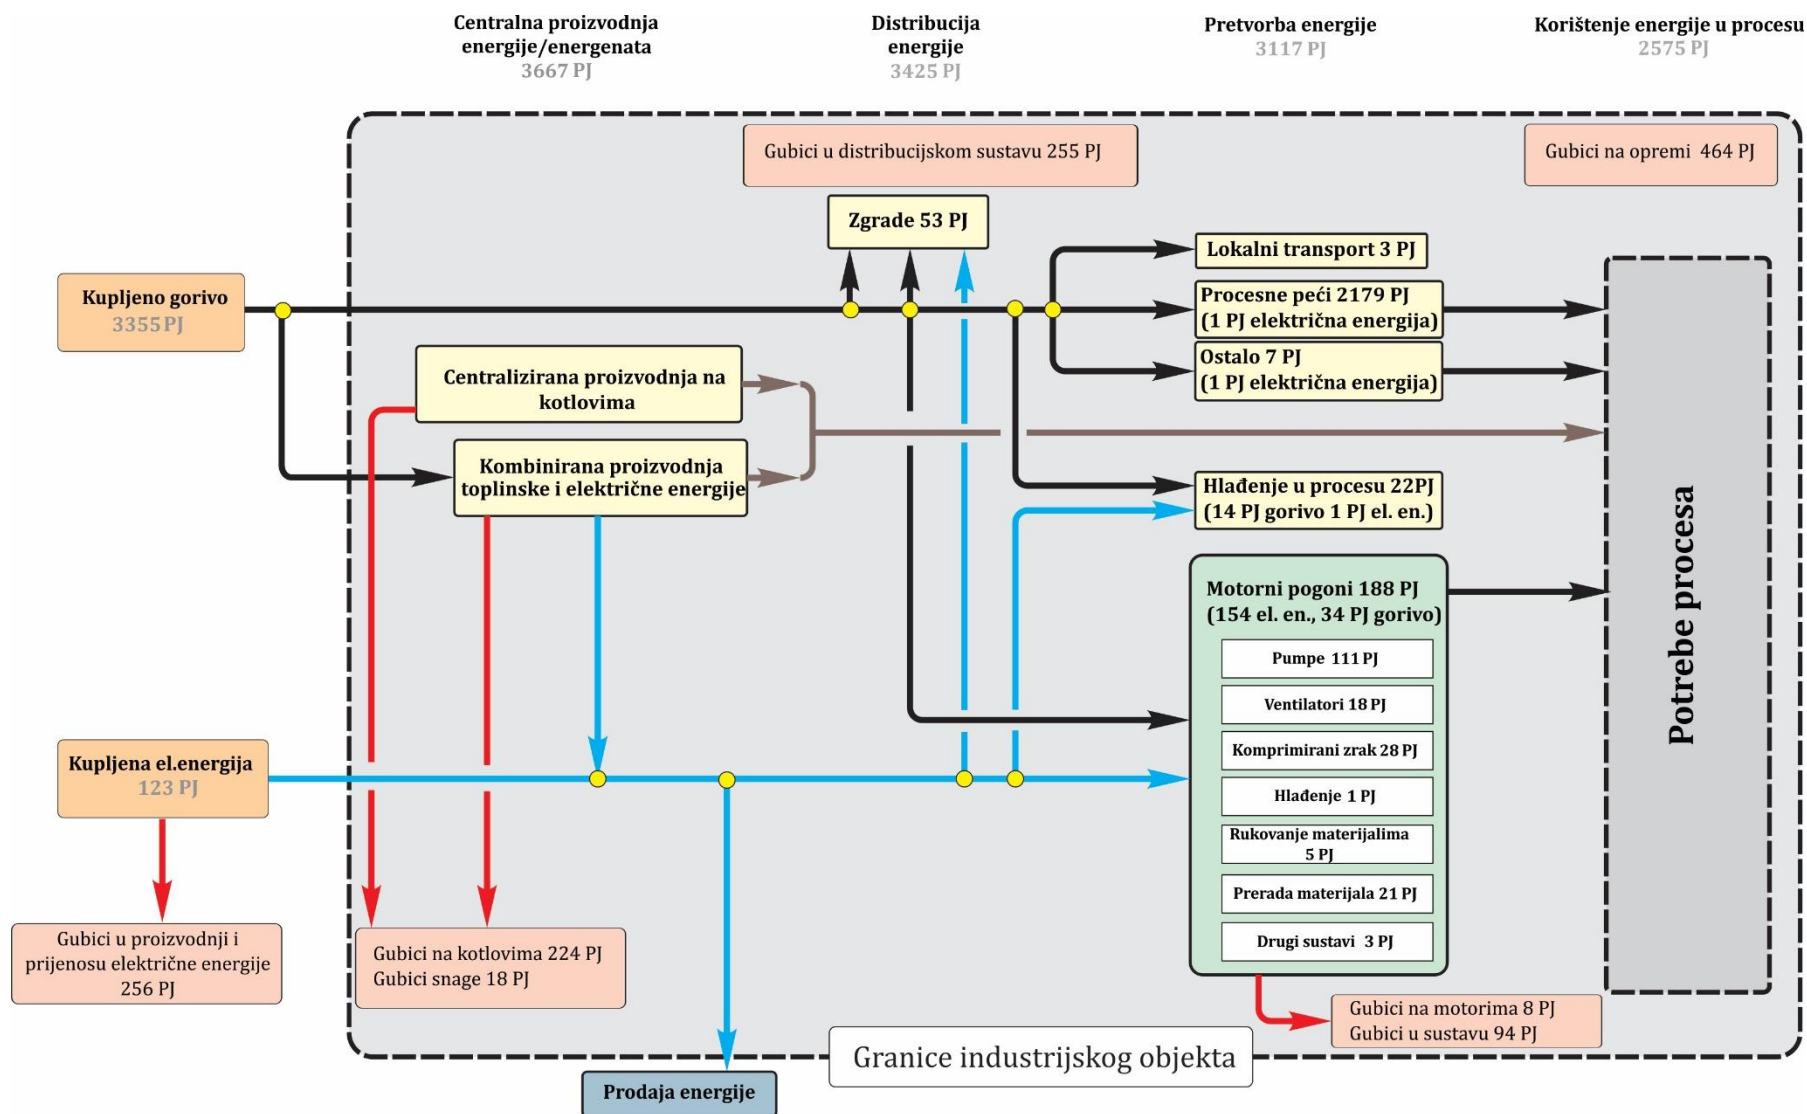 Centralna proizvodnja
energije/energenata
3667 PJ
Distribucija
energije
3425 PJ
Pretvorba energije
3117 PJ
Korištenje energije u procesu
2575 PJ
Gubici u distribucijskom sustavu 255 PJ
Gubici na opremi 464 PJ
Zgrade 53 PJ
Lokalni transport 3 PJ
Kupljeno gorivo
3355 PJ
Procesne peći 2179 PJ
(1 PJ električna energija)
Ostalo 7 PJ
(1 PJ električna energija)
Centralizirana proizvodnja na
kotlovima
Kombinirana proizvodnja
toplinske i električne energije
Hlađenje u procesu 22PJ
(14 PJ gorivo 1 PJ el. en.)
Motorni pogoni 188 PJ
(154 el. en., 34 PJ gorivo)
Pumpe 111 PJ
Ventilatori 18 PJ
Komprimirani zrak 28 PJ
Hlađenje 1 PJ
Rukovanje materijalima
5 PJ
Prerada materijala 21 PJ
Drugi sustavi 3 PJ
Potrebe procesa
Kupljena el.energija
123 PJ
Gubici u proizvodnji i
prijenosu električne energije
256 PJ
Gubici na kotlovima 224 PJ
Gubici snage 18 PJ
Gubici na motorima 8 PJ
Gubici u sustavu 94 PJ
Granice industrijskog objekta
Prodaja energije